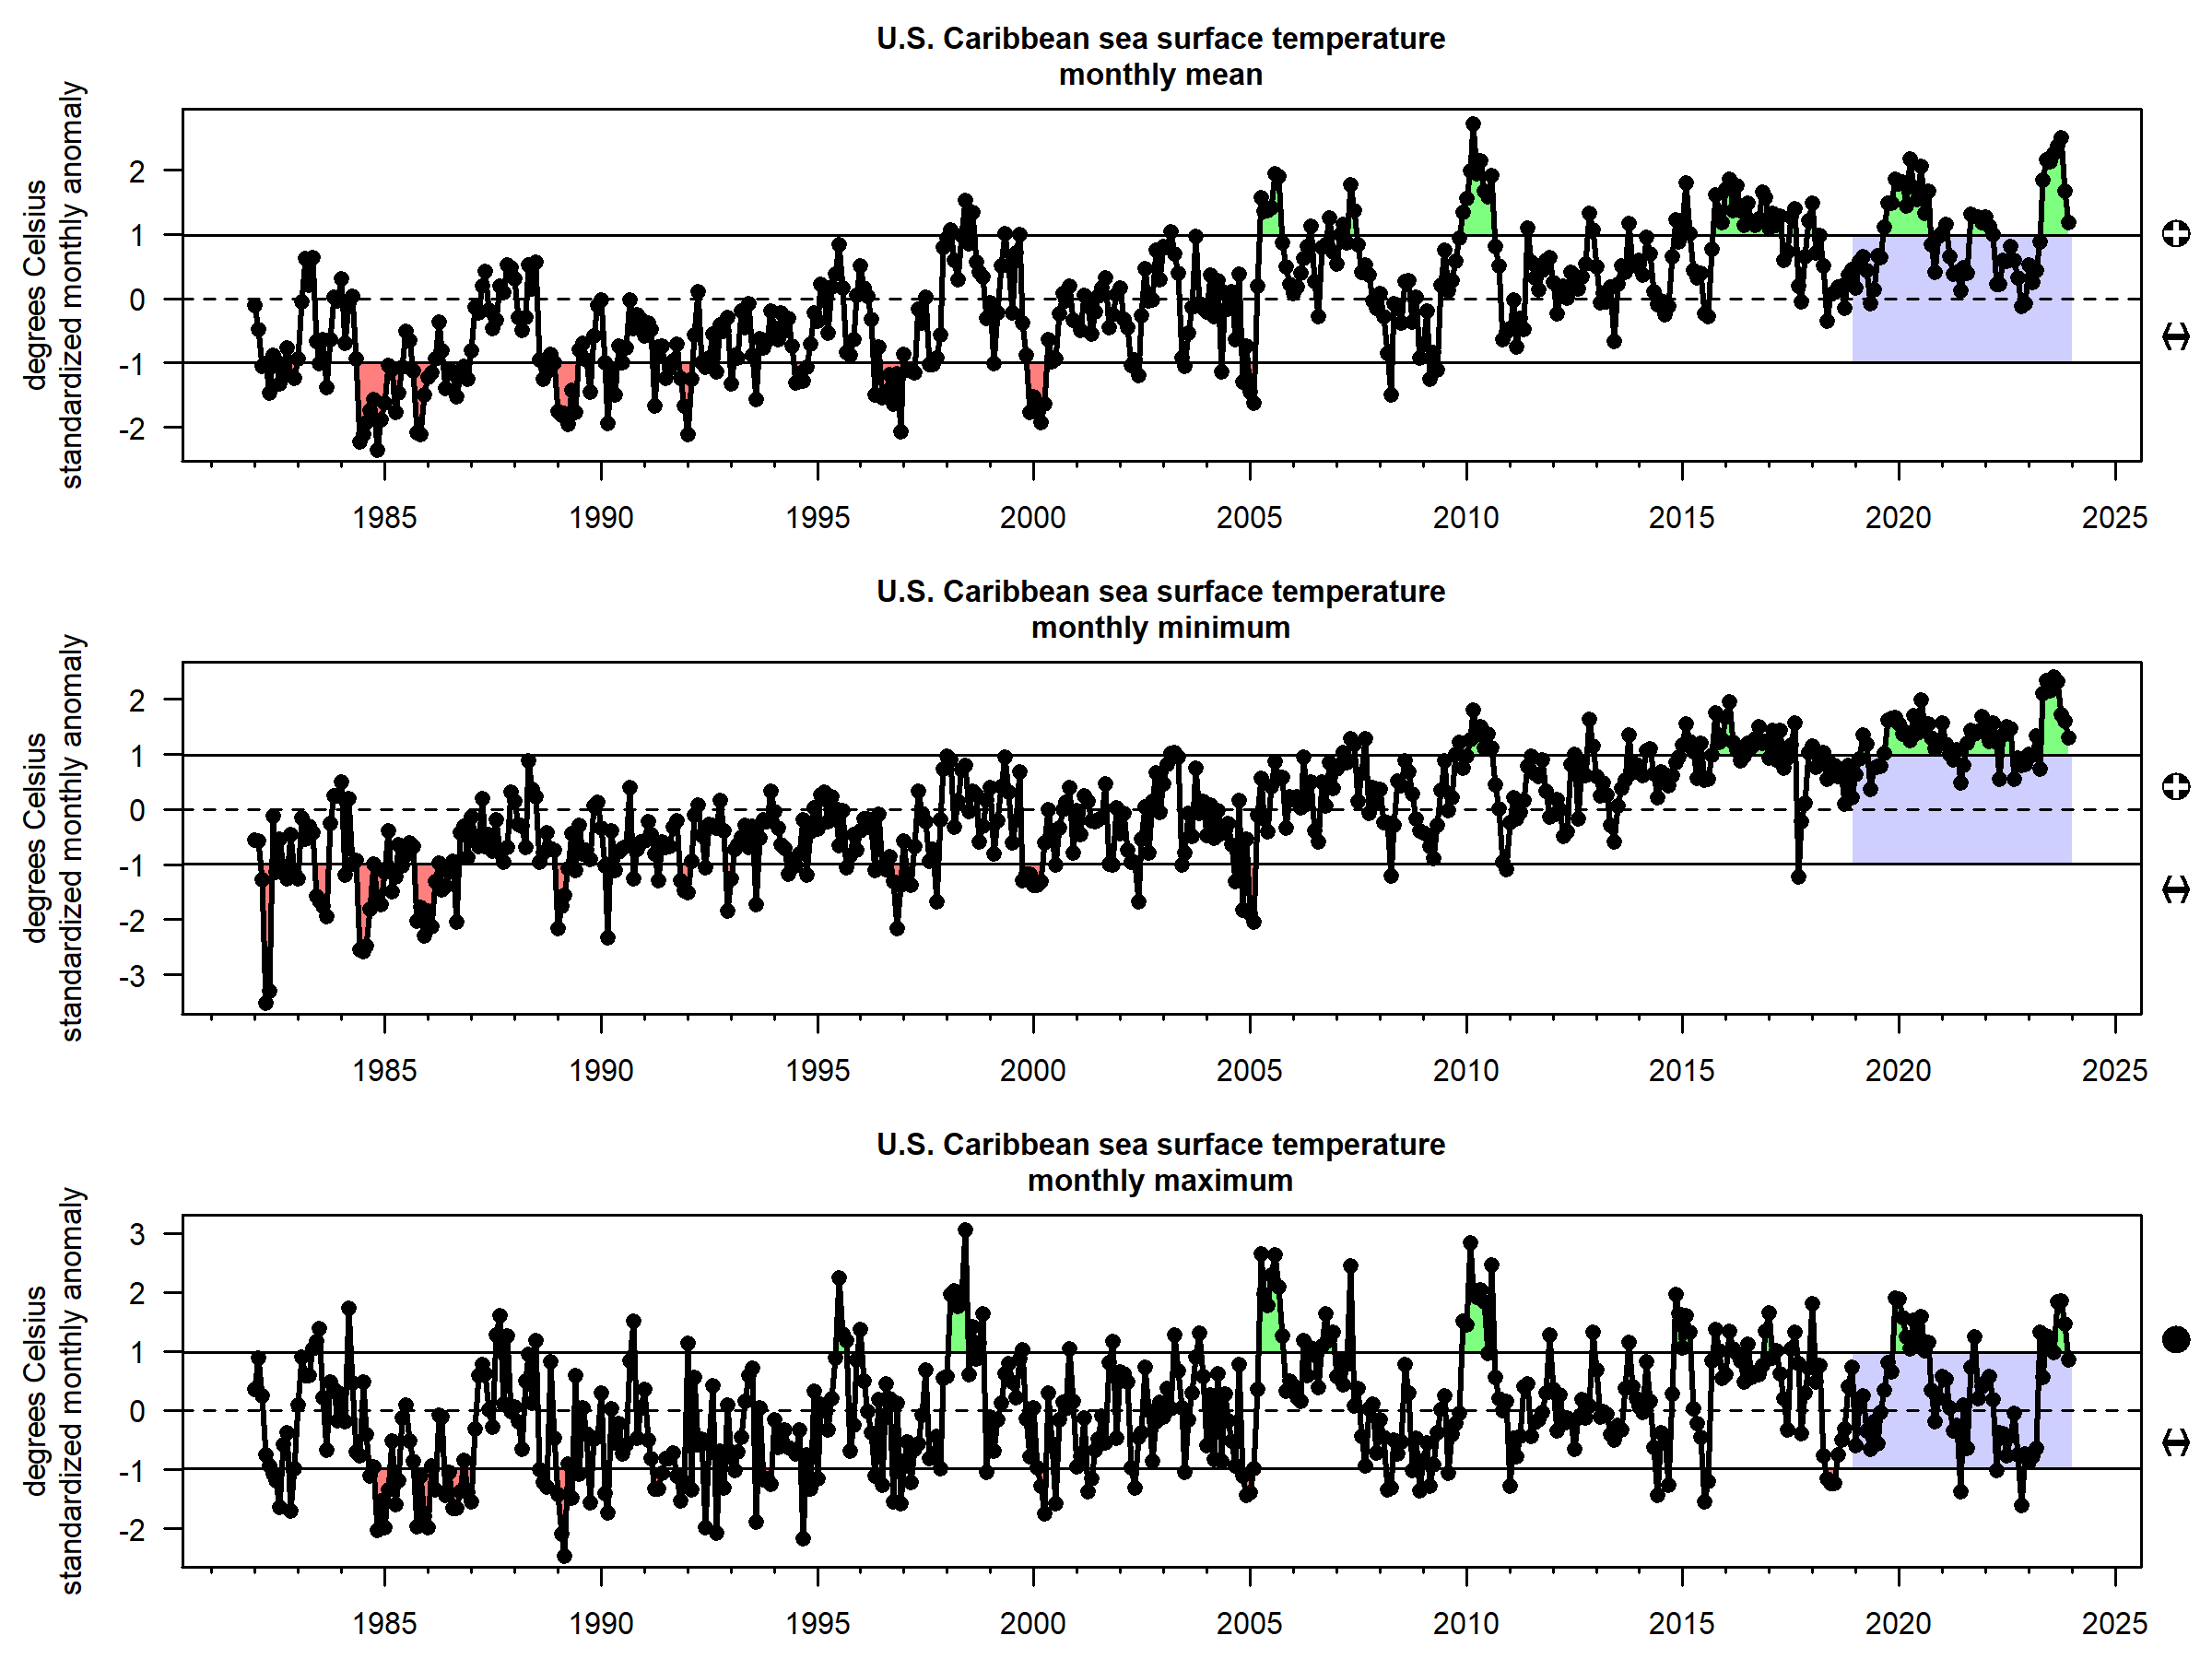 U.S. Caribbean sea surface temperature
monthly mean
degrees Celsius
standardized monthly anomaly
2
1
0
-1
-2
1985 1990 1995 2000 2005 2010 2015 2020 2025
U.S. Caribbean sea surface temperature
monthly minimum
degrees Celsius
standardized monthly anomaly
2
1
0
-1
-2
-3
1985 1990 1995 2000 2005 2010 2015 2020 2025
U.S. Caribbean sea surface temperature
monthly maximum
degrees Celsius
standardized monthly anomaly
3
2
1
0
-1
-2
1985 1990 1995 2000 2005 2010 2015 2020 2025